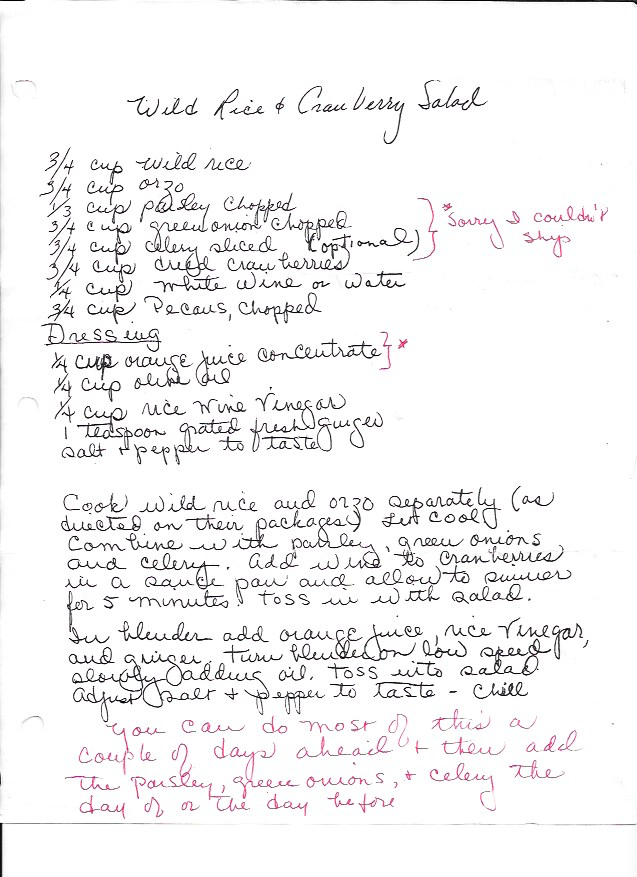 Wild Rice & Cranberry Salad
3/4 cup wild rice
3/4 cup orzo
1/3 cup parsley chopped
3/4 cup green onion chopped
3/4 cup celery sliced (optional)
} * Sorry I couldn't
ship
3/4 cup dried cranberries
1/4 cup white wine or water
3/4 cup Pecans, chopped
Dressing
1/4 cup orange juice concentrate } *
1/4 cup olive oil
1/4 cup rice wine vinegar
1 teaspoon grated fresh ginger
salt + pepper to taste
Cook wild rice and orzo separately (as
directed on their packages) Let cool
Combine with parsley, green onions
and celery. Add wine to cranberries
in a sauce pan and allow to simmer
for 5 minutes. Toss in with salad.
In blender add orange juice, rice vinegar,
and ginger. Turn blender on low speed
slowly adding oil. Toss into salad
Adjust salt + pepper to taste - Chill
You can do most of this a
couple of days ahead + then add
the parsley, green onions, + celery the
day of or the day before